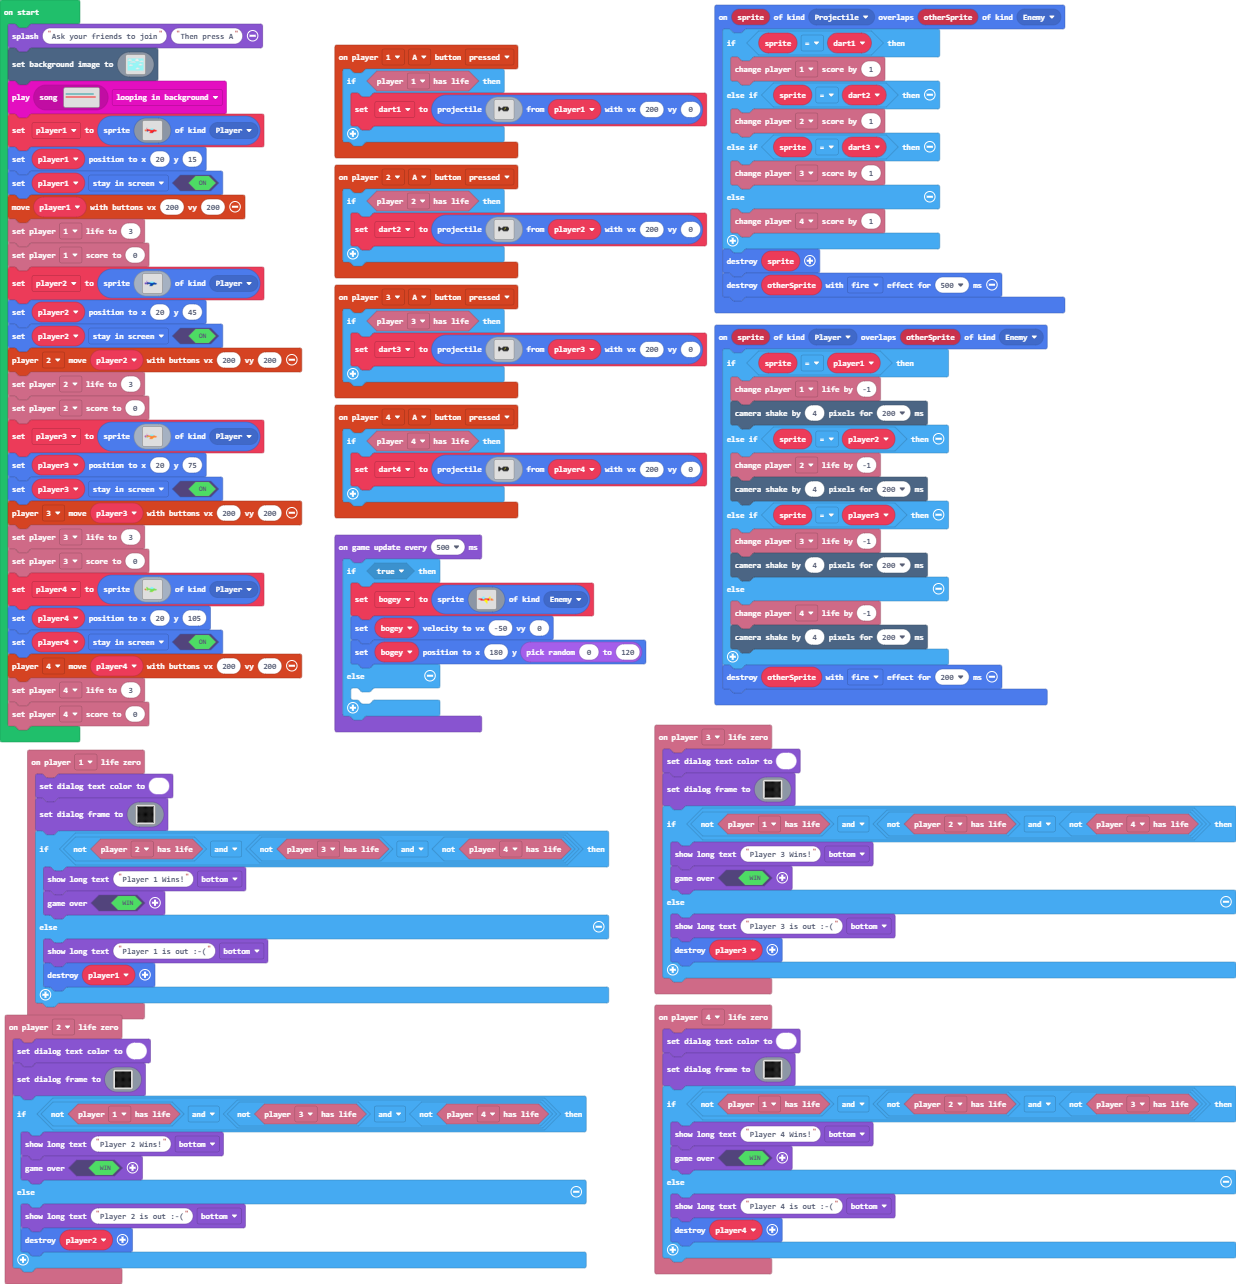 on start
splash "Ask your friends to join" "Then press A"
set background image to
play song looping in background
set player1 to sprite of kind Player
set player1 position to x 20 y 15
set player1 stay in screen ON
move player1 with buttons vx 200 vy 200
set player 1 life to 3
set player 1 score to 0
set player2 to sprite of kind Player
set player2 position to x 20 y 45
set player2 stay in screen ON
player 2 move player2 with buttons vx 200 vy 200
set player 2 life to 3
set player 2 score to 0
set player3 to sprite of kind Player
set player3 position to x 20 y 75
set player3 stay in screen ON
player 3 move player3 with buttons vx 200 vy 200
set player 3 life to 3
set player 3 score to 0
set player4 to sprite of kind Player
set player4 position to x 20 y 105
set player4 stay in screen ON
player 4 move player4 with buttons vx 200 vy 200
set player 4 life to 3
set player 4 score to 0
on player 1 A button pressed
if player 1 has life then
set dart1 to projectile from player1 with vx 200 vy 0
on player 2 A button pressed
if player 2 has life then
set dart2 to projectile from player2 with vx 200 vy 0
on player 3 A button pressed
if player 3 has life then
set dart3 to projectile from player3 with vx 200 vy 0
on player 4 A button pressed
if player 4 has life then
set dart4 to projectile from player4 with vx 200 vy 0
on game update every 500 ms
if true then
set bogey to sprite of kind Enemy
set bogey velocity to vx -50 vy 0
set bogey position to x 180 y pick random 0 to 120
else
on sprite of kind Projectile overlaps otherSprite of kind Enemy
if sprite = dart1 then
change player 1 score by 1
else if sprite = dart2 then
change player 2 score by 1
else if sprite = dart3 then
change player 3 score by 1
else
change player 4 score by 1
destroy sprite
destroy otherSprite with fire effect for 500 ms
on sprite of kind Player overlaps otherSprite of kind Enemy
if sprite = player1 then
change player 1 life by -1
camera shake by 4 pixels for 200 ms
else if sprite = player2 then
change player 2 life by -1
camera shake by 4 pixels for 200 ms
else if sprite = player3 then
change player 3 life by -1
camera shake by 4 pixels for 200 ms
else
change player 4 life by -1
camera shake by 4 pixels for 200 ms
destroy otherSprite with fire effect for 200 ms
on player 1 life zero
set dialog text color to
set dialog frame to
if not player 2 has life and not player 3 has life and not player 4 has life then
show long text "Player 1 Wins!" bottom
game over WIN
else
show long text "Player 1 is out :-(" bottom
destroy player1
on player 2 life zero
set dialog text color to
set dialog frame to
if not player 1 has life and not player 3 has life and not player 4 has life then
show long text "Player 2 Wins!" bottom
game over WIN
else
show long text "Player 2 is out :-(" bottom
destroy player2
on player 3 life zero
set dialog text color to
set dialog frame to
if not player 1 has life and not player 2 has life and not player 4 has life then
show long text "Player 3 Wins!" bottom
game over WIN
else
show long text "Player 3 is out :-(" bottom
destroy player3
on player 4 life zero
set dialog text color to
set dialog frame to
if not player 1 has life and not player 2 has life and not player 3 has life then
show long text "Player 4 Wins!" bottom
game over WIN
else
show long text "Player 4 is out :-(" bottom
destroy player4